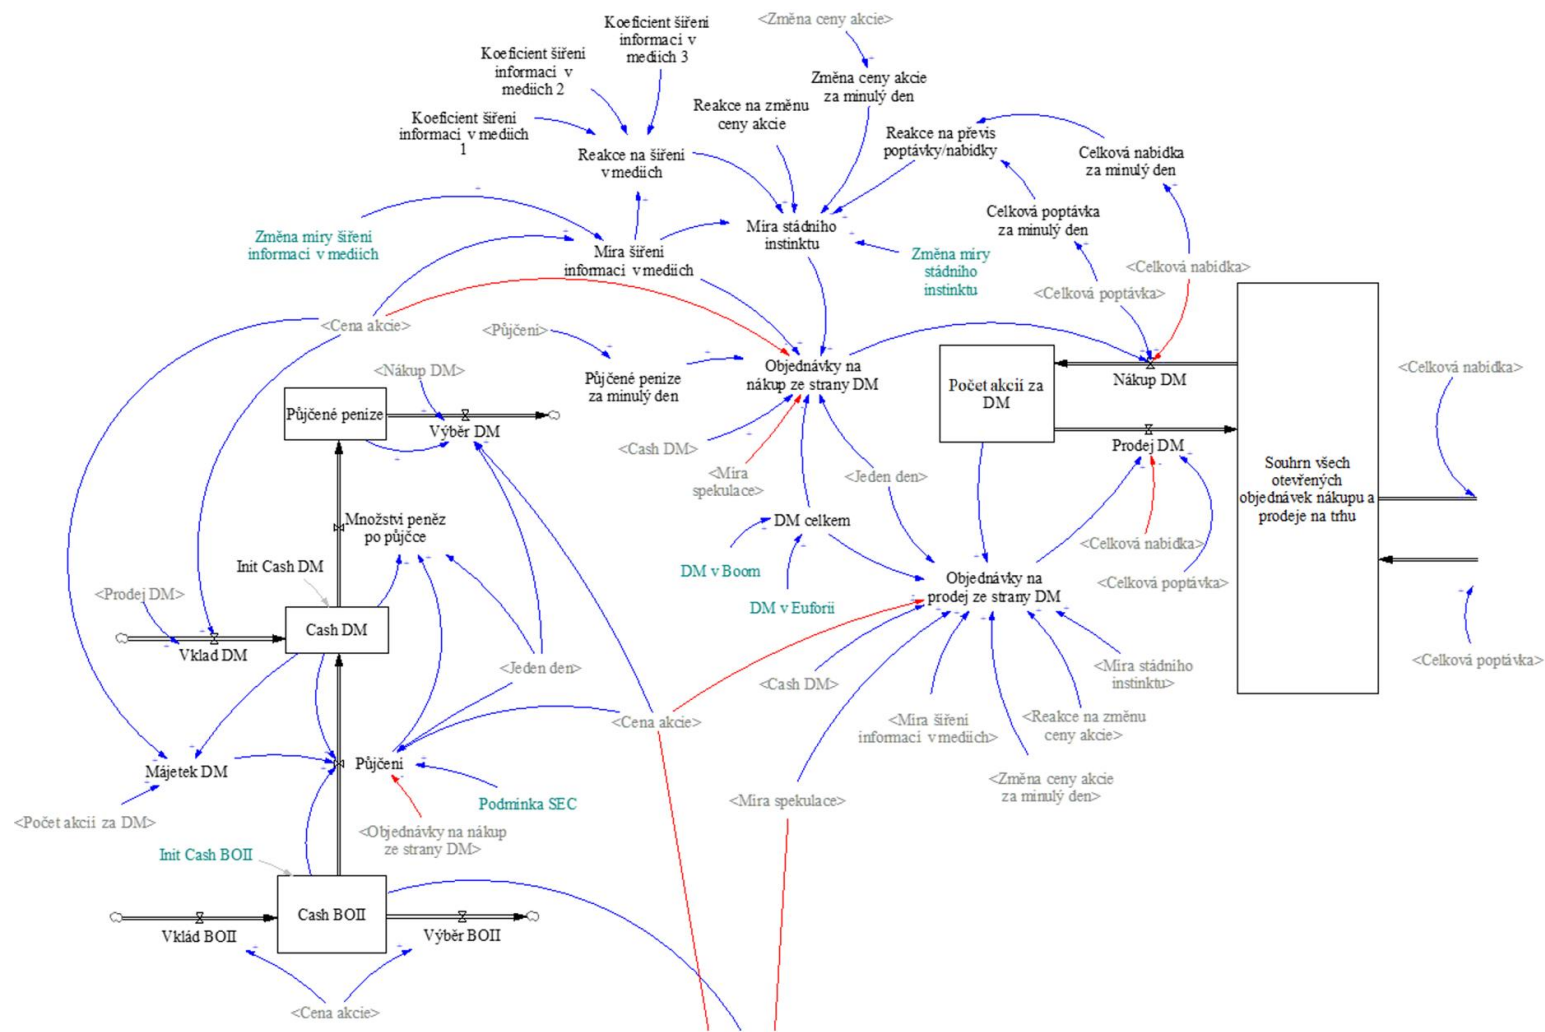 Koeficient šíření
informací v
mediích 3
<Změna ceny akcie>
Koeficient šíření
informací v
mediích 2
Změna ceny akcie
za minulý den
Reakce na změnu
ceny akcie
Koeficient šíření
informací v mediích
1
Reakce na převis
poptávky/nabídky
Reakce na šíření
v mediích
Celková nabídka
za minulý den
Celková poptávka
za minulý den
Míra stádního
instinktu
Změna míry šíření
informací v mediích
Míra šíření
informací v mediích
Změna míry
stádního
instinktu
<Celková nabídka>
<Celková poptávka>
<Cena akcie>
<Půjčení>
Objednávky na
nákup ze strany DM
Půjčené peníze
za minulý den
<Nákup DM>
Počet akcií za
DM
Nákup DM
<Celková nabídka>
Půjčené peníze
Výběr DM
<Cash DM>
<Míra
spekulace>
<Jeden den>
Prodej DM
Souhrn všech
otevřených
objednávek nákupu a
prodeje na trhu
Množství peněz
po půjčce
DM celkem
<Celková nabídka>
Init Cash DM
DM v Boom
Objednávky na
prodej ze strany DM
<Celková poptávka>
<Prodej DM>
DM v Euforii
Cash DM
Vklad DM
<Jeden den>
<Cash DM>
<Míra stádního
instinktu>
<Celková poptávka>
<Cena akcie>
<Míra šíření
informací v mediích>
<Reakce na změnu
ceny akcie>
Májetek DM
Půjčení
<Změna ceny akcie
za minulý den>
Podmínka SEC
<Míra spekulace>
<Počet akcií za DM>
<Objednávky na nákup
ze strany DM>
Init Cash BOII
Cash BOII
Vklád BOII
Výběr BOII
<Cena akcie>